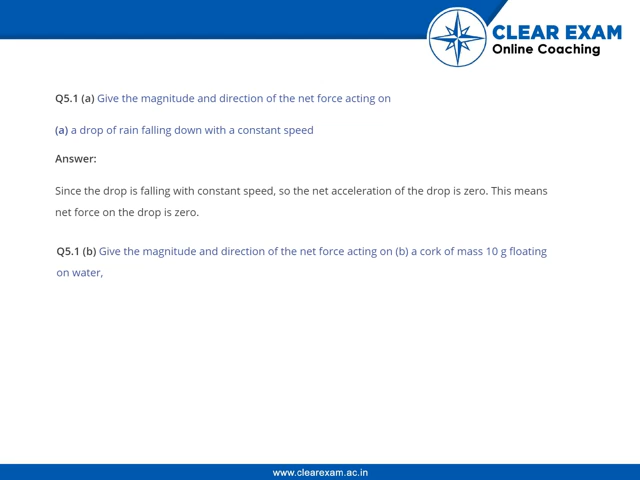 CLEAR EXAM
Online Coaching
Q5.1 (a) Give the magnitude and direction of the net force acting on
(a) a drop of rain falling down with a constant speed
Answer:
Since the drop is falling with constant speed, so the net acceleration of the drop is zero. This means
net force on the drop is zero.
Q5.1 (b) Give the magnitude and direction of the net force acting on (b) a cork of mass 10 g floating
on water,
www.clearexam.ac.in